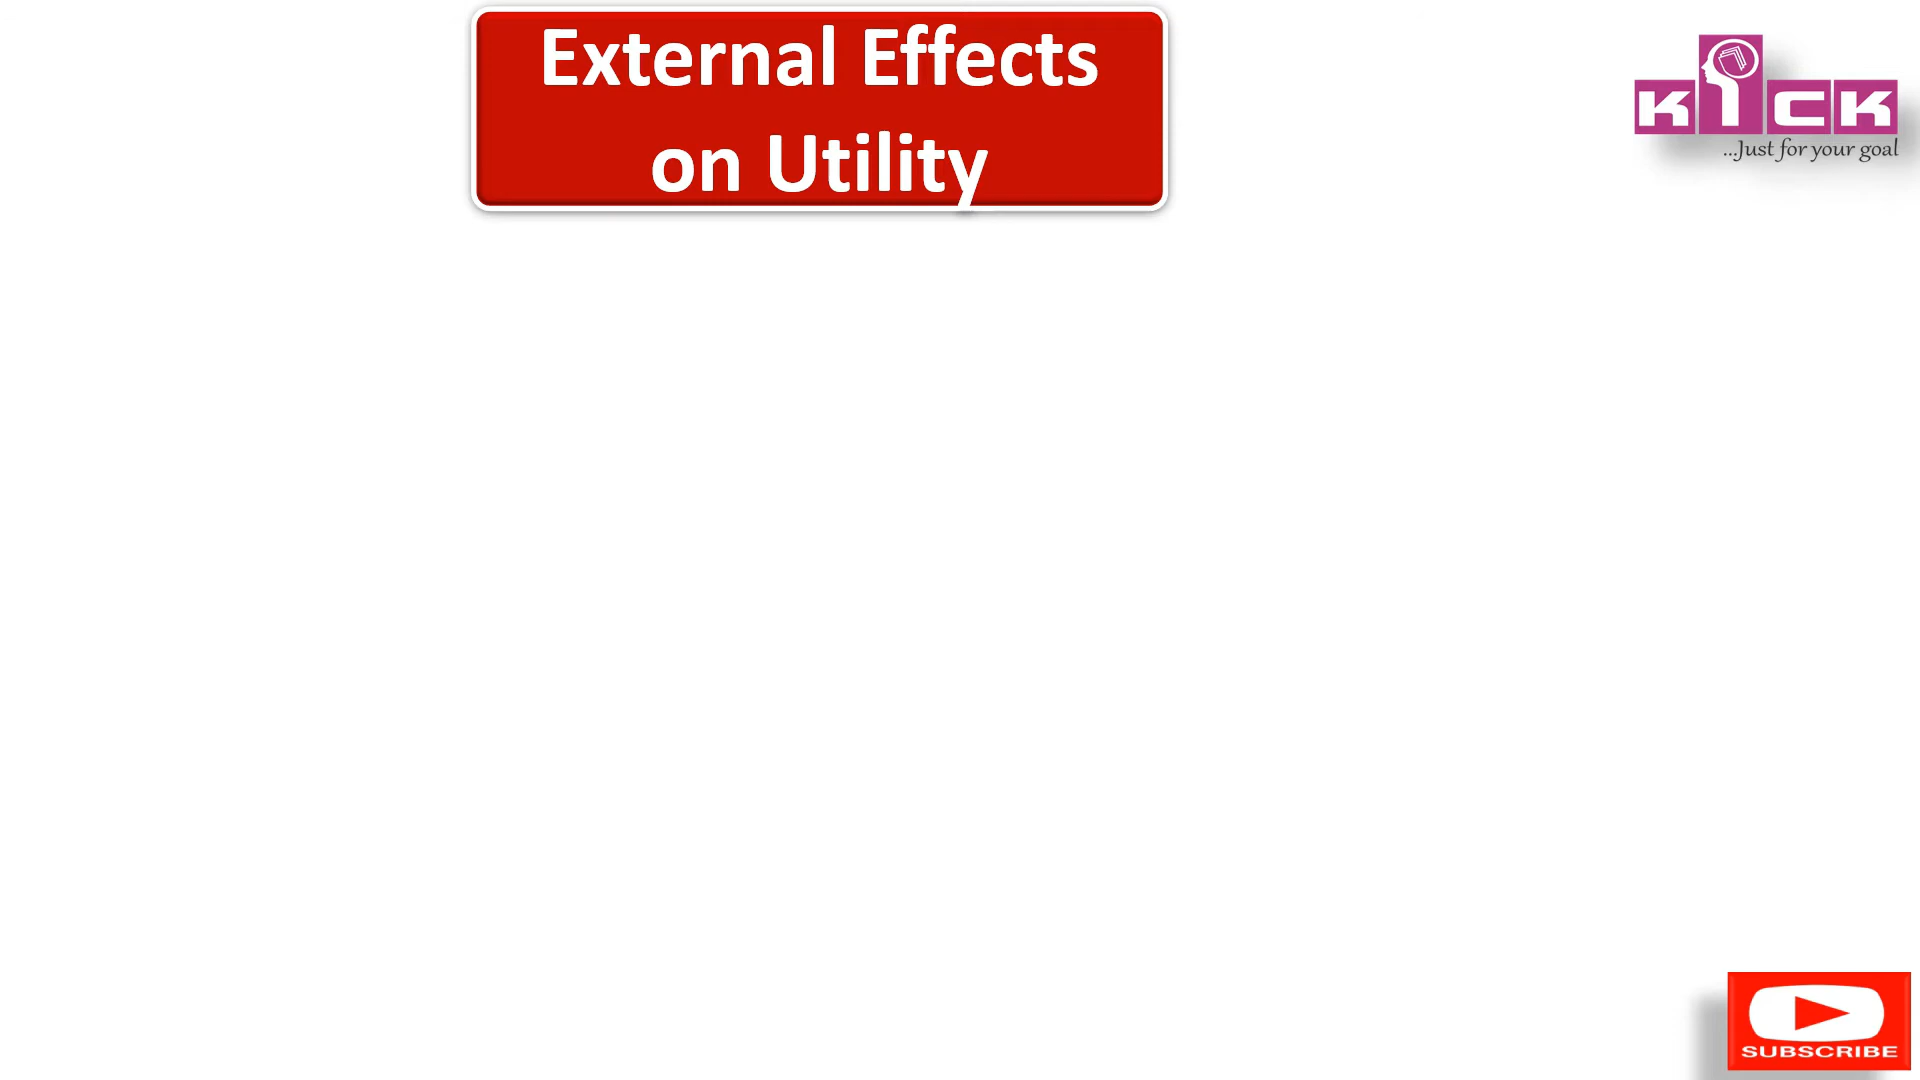 External Effects
on Utility
KICK
...Just for your goal
SUBSCRIBE